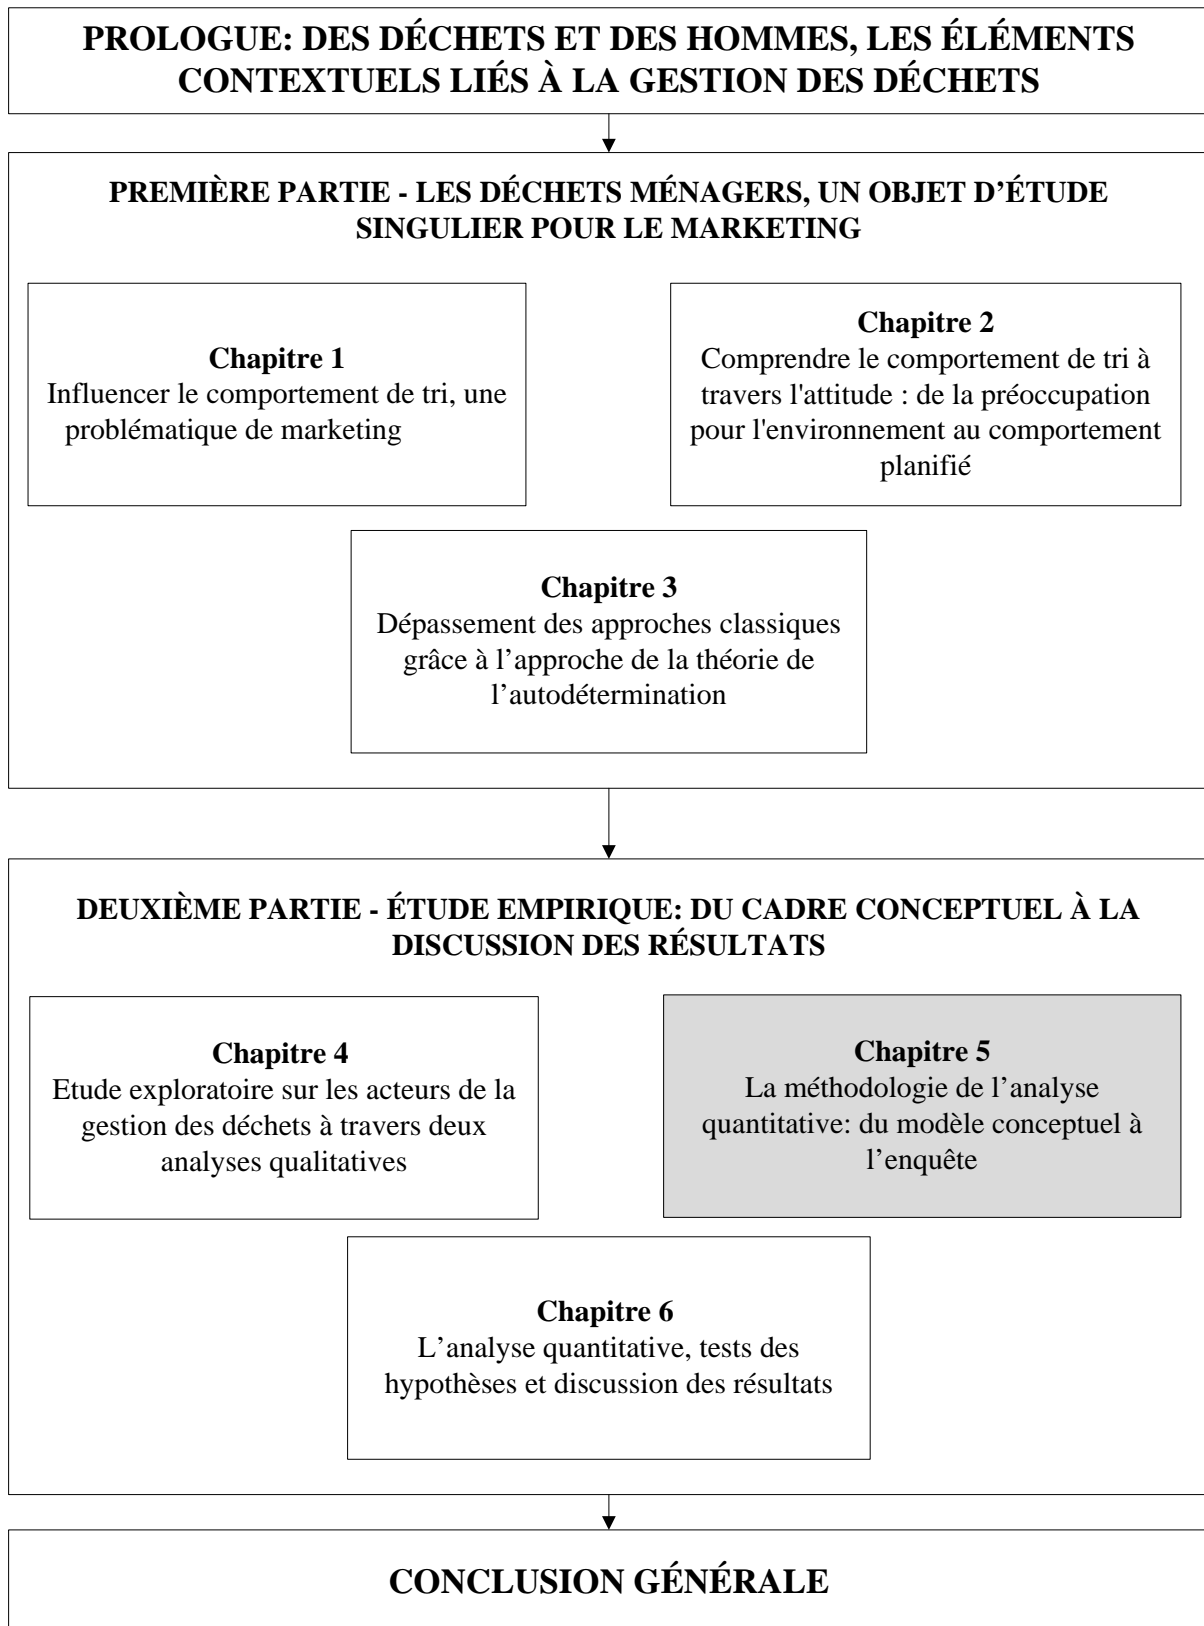 PROLOGUE: DES DÉCHETS ET DES HOMMES, LES ÉLÉMENTS
CONTEXTUELS LIÉS À LA GESTION DES DÉCHETS
PREMIÈRE PARTIE - LES DÉCHETS MÉNAGERS, UN OBJET D’ÉTUDE
SINGULIER POUR LE MARKETING
Chapitre 1
Influencer le comportement de tri, une
problématique de marketing
Chapitre 2
Comprendre le comportement de tri à
travers l'attitude : de la préoccupation
pour l'environnement au comportement
planifié
Chapitre 3
Dépassement des approches classiques
grâce à l’approche de la théorie de
l’autodétermination
DEUXIÈME PARTIE - ÉTUDE EMPIRIQUE: DU CADRE CONCEPTUEL À LA
DISCUSSION DES RÉSULTATS
Chapitre 4
Etude exploratoire sur les acteurs de la
gestion des déchets à travers deux
analyses qualitatives
Chapitre 5
La méthodologie de l’analyse
quantitative: du modèle conceptuel à
l’enquête
Chapitre 6
L’analyse quantitative, tests des
hypothèses et discussion des résultats
CONCLUSION GÉNÉRALE